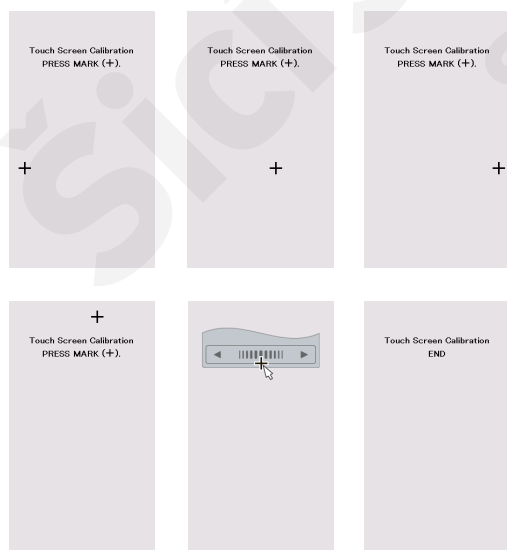 Touch Screen Calibration
PRESS MARK (+).
+
Touch Screen Calibration
PRESS MARK (+).
+
Touch Screen Calibration
PRESS MARK (+).
+
+
Touch Screen Calibration
PRESS MARK (+).
+
Touch Screen Calibration
END